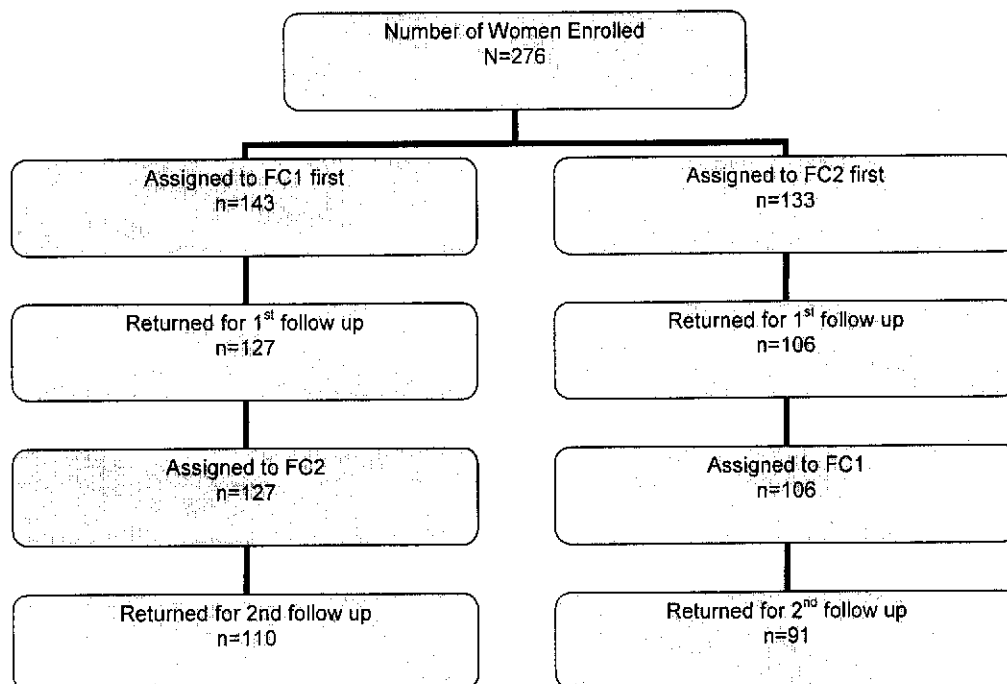 Number of Women Enrolled
N=276
Assigned to FC1 first
n=143
Assigned to FC2 first
n=133
Returned for 1st follow up
n=127
Returned for 1st follow up
n=106
Assigned to FC2
n=127
Assigned to FC1
n=106
Returned for 2nd follow up
n=110
Returned for 2nd follow up
n=91